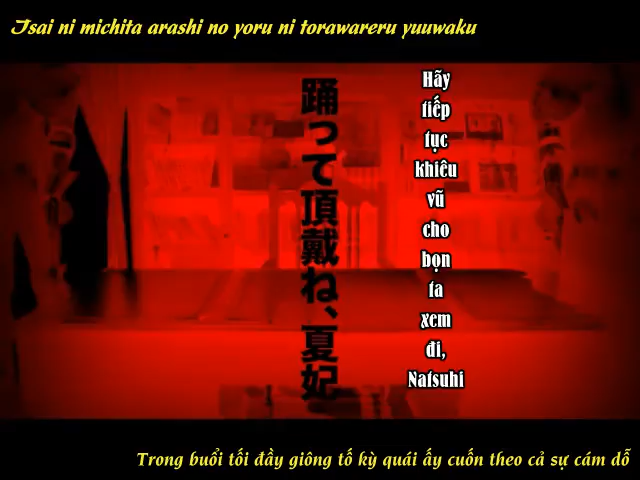 Isai ni michita arashi no yoru ni torawareru yuuwaku
踊って頂戴ね、夏妃
Hãy
tiếp
tục
khiêu
vũ
cho
bọn
ta
xem
đi,
Natsuhi
Trong buổi tối đầy giông tố kỳ quái ấy cuốn theo cả sự cám dỗ